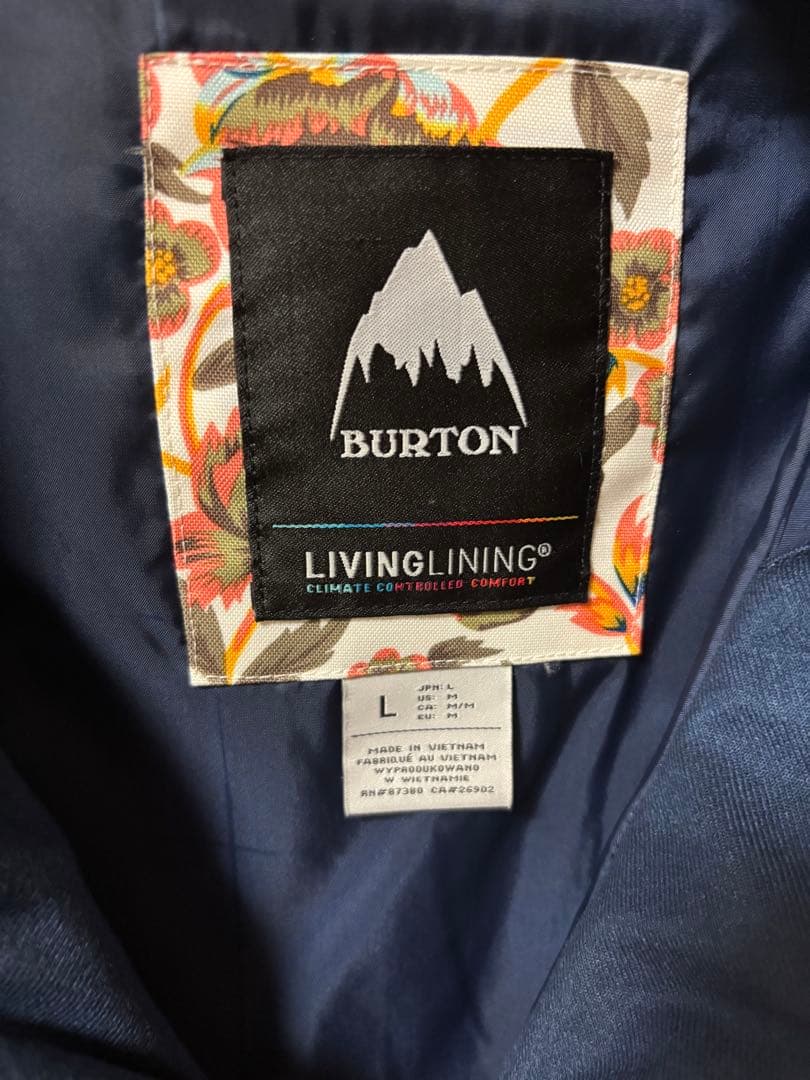 BURTON
LIVINGLINING®
CLIMATE CONTROLLED COMFORT
L
JPN: L
US: M
CA: M/M
EU: M
MADE IN VIETNAM
FABRIQUÉ AU VIETNAM
WYPRODUKOWANO
W WIETNAMIE
RN#87380 CA#26902